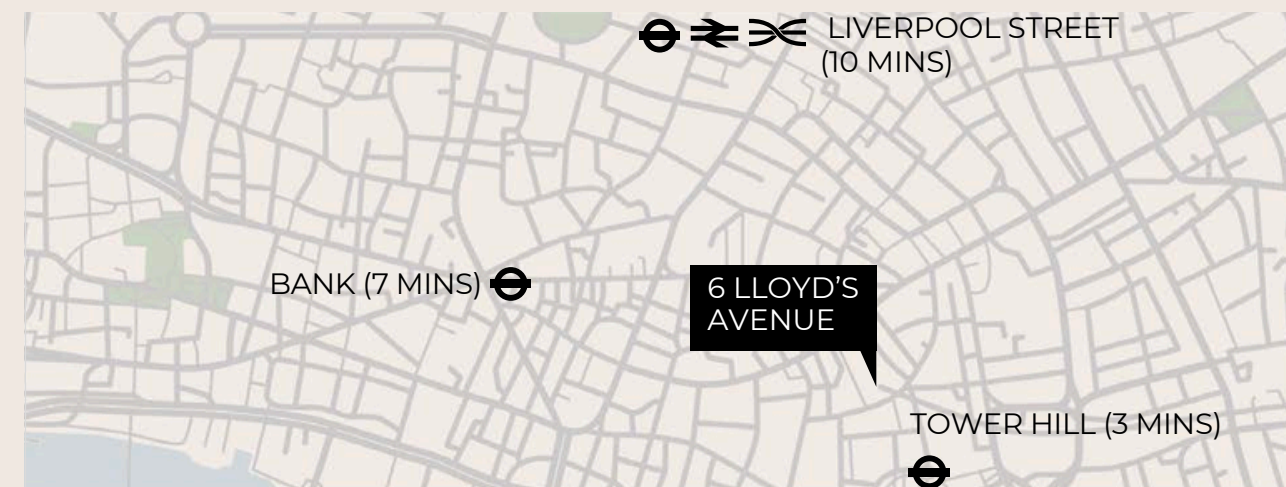 LIVERPOOL STREET
(10 MINS)
BANK (7 MINS)
6 LLOYD’S
AVENUE
TOWER HILL (3 MINS)